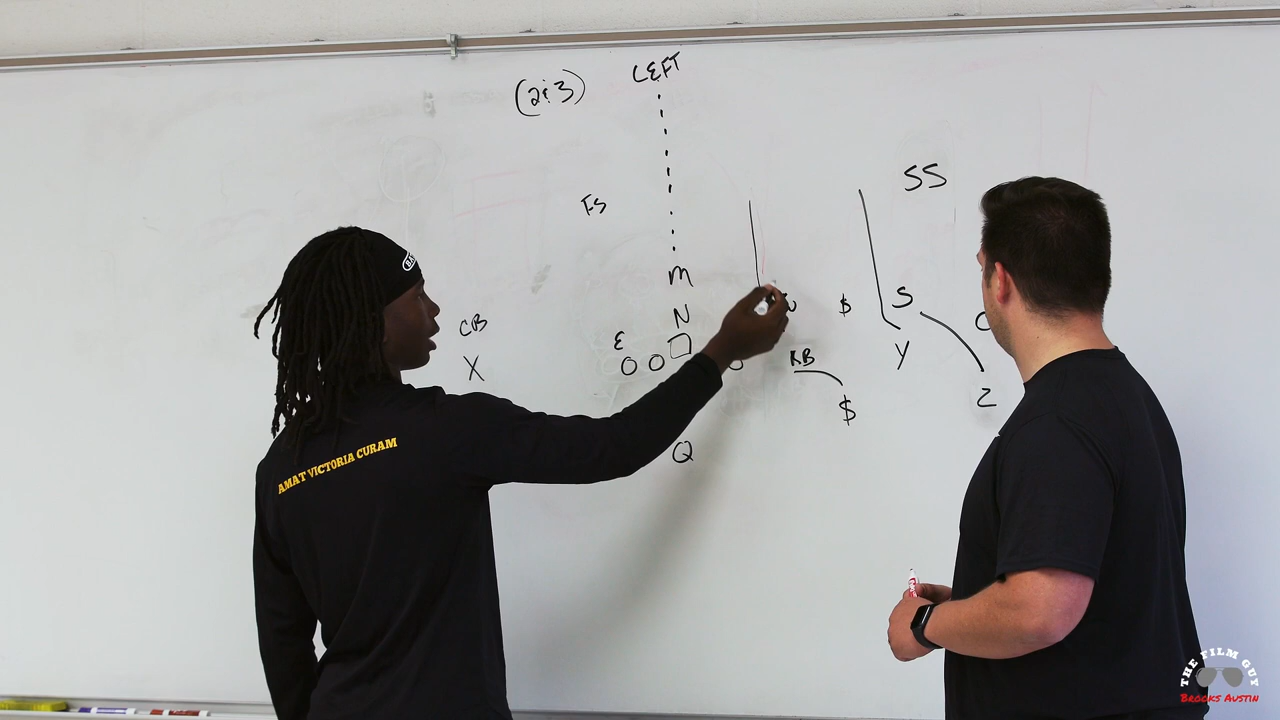 LEFT
(2i3)
SS
FS
M
S
$
N
CB
E
X
RB
Y
Z
$
Q
AMAT VICTORIA CURAM
THE FILM GUY
BROOKS AUSTIN